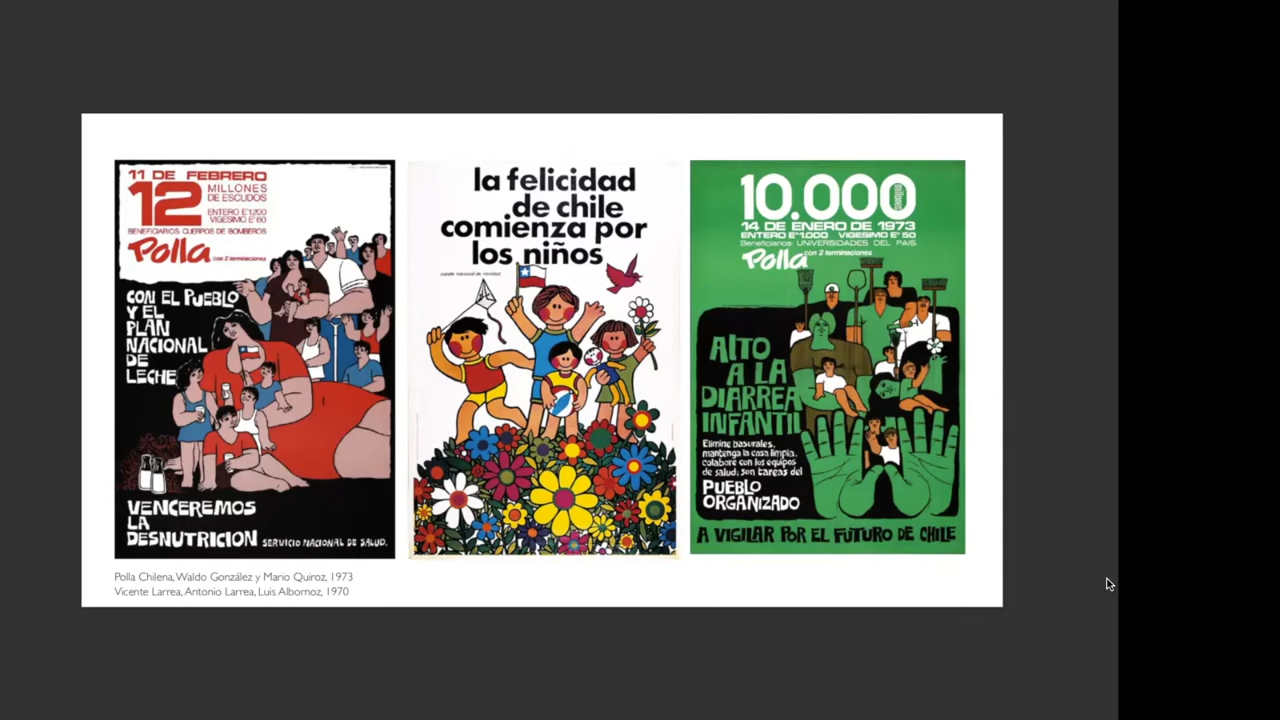 11 DE FEBRERO
12 MILLONES
DE ESCUDOS
ENTERO Eº1200
VIGESIMO Eº60
BENEFICIARIOS CUERPOS DE BOMBEROS
Polla con 2 terminaciones
CON EL PUEBLO
Y EL
PLAN
NACIONAL
DE
LECHE
VENCEREMOS
LA
DESNUTRICION SERVICIO NACIONAL DE SALUD.
la felicidad
de chile
comienza por
los niños
10.000
14 DE ENERO DE 1973
ENTERO Eº1.000 VIGESIMO Eº 50
Beneficiarios: UNIVERSIDADES DEL PAIS
Polla con 2 terminaciones
ALTO
A LA
DIARREA
INFANTIL
Elimine basurales,
mantenga la casa limpia,
colabore con los equipos
de salud; son tareas del
PUEBLO
ORGANIZADO
A VIGILAR POR EL FUTURO DE CHILE
Polla Chilena, Waldo González y Mario Quiroz, 1973
Vicente Larrea, Antonio Larrea, Luis Albornoz, 1970